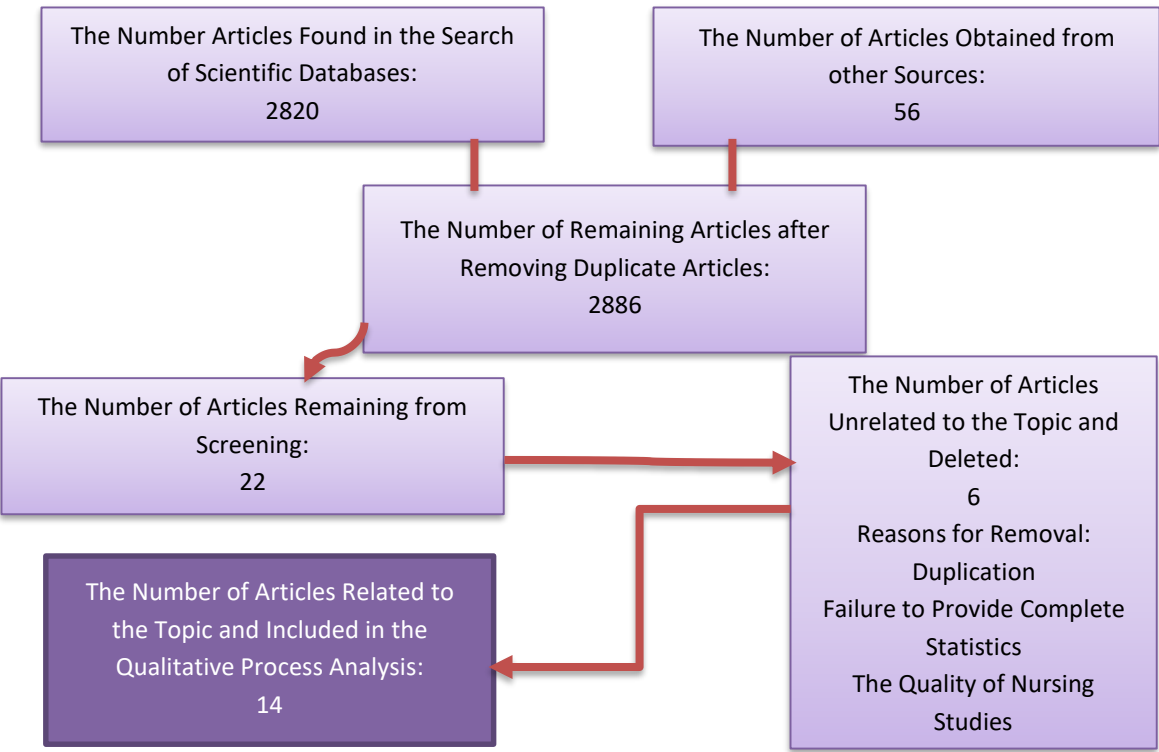 The Number Articles Found in the Search
of Scientific Databases:
2820
The Number of Articles Obtained from
other Sources:
56
The Number of Remaining Articles after
Removing Duplicate Articles:
2886
The Number of Articles Remaining from
Screening:
22
The Number of Articles
Unrelated to the Topic and
Deleted:
6
Reasons for Removal:
Duplication
Failure to Provide Complete
Statistics
The Quality of Nursing
Studies
The Number of Articles Related to
the Topic and Included in the
Qualitative Process Analysis:
14